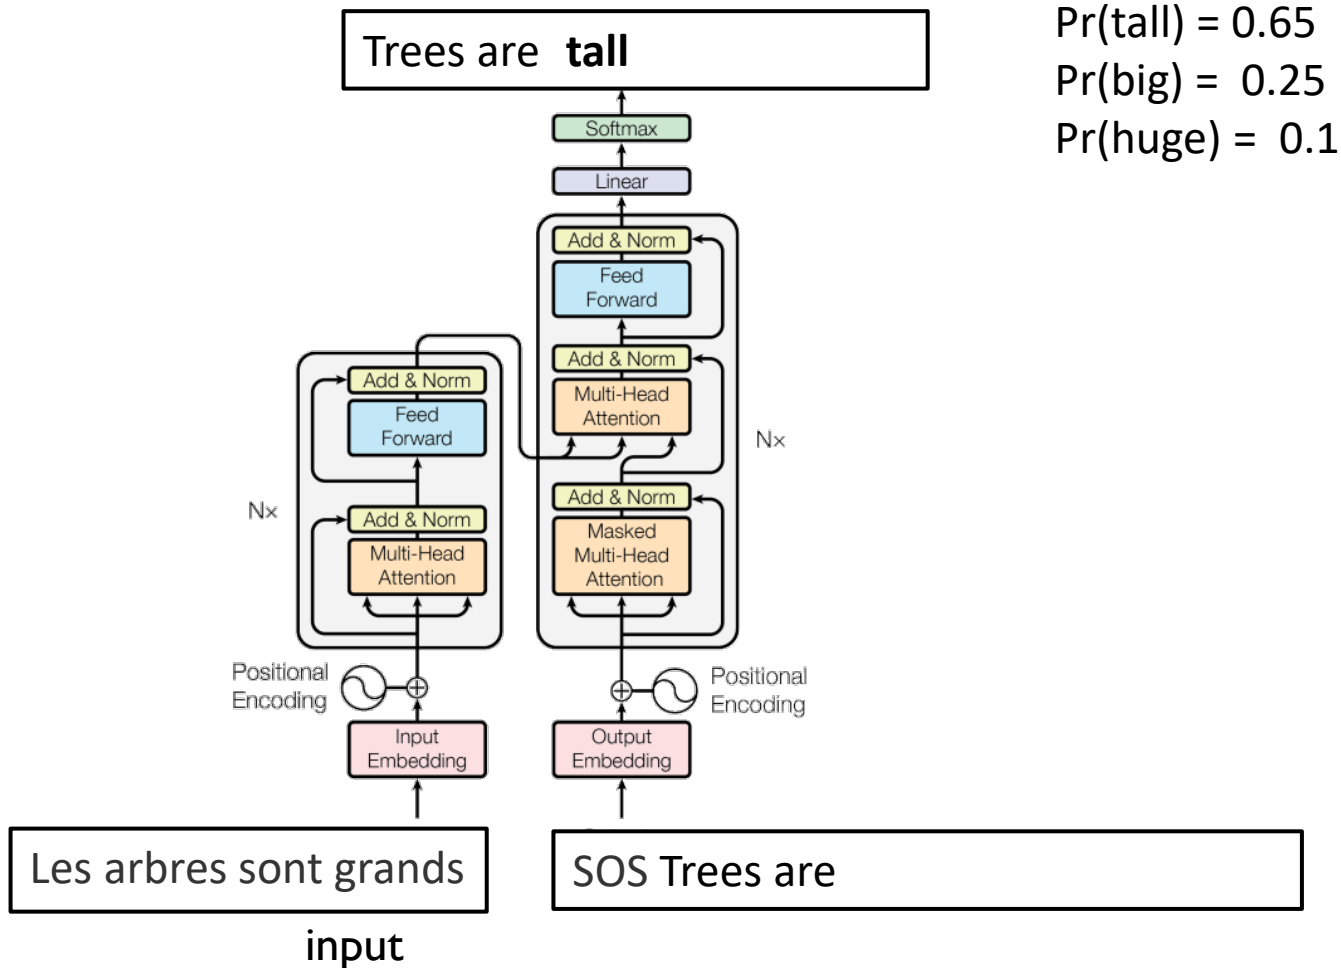 Trees are tall
Pr(tall) = 0.65
Pr(big) = 0.25
Pr(huge) = 0.1
Softmax
Linear
Add & Norm
Feed
Forward
Add & Norm
Multi-Head
Attention
Add & Norm
Masked
Multi-Head
Attention
Nx
Add & Norm
Feed
Forward
Add & Norm
Multi-Head
Attention
Nx
Positional
Encoding
Positional
Encoding
Input
Embedding
Output
Embedding
Les arbres sont grands
SOS Trees are
input